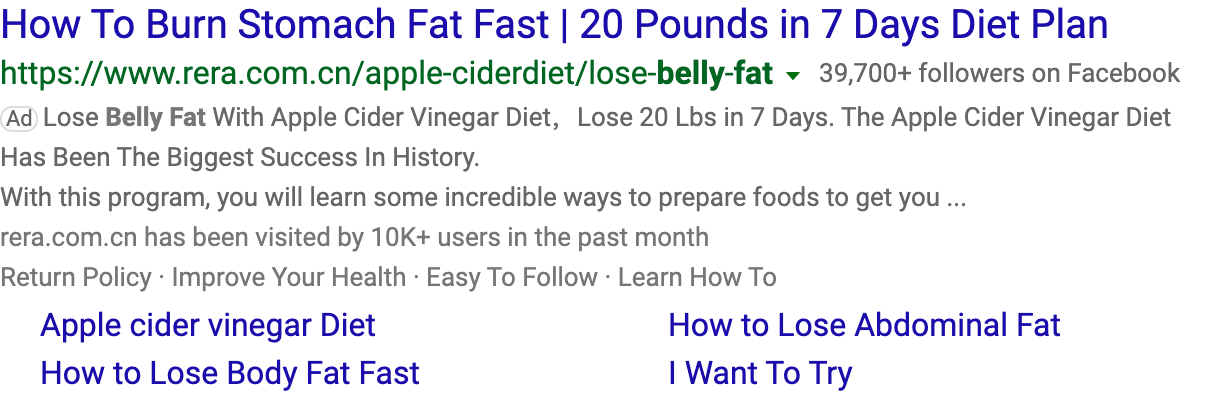 How To Burn Stomach Fat Fast | 20 Pounds in 7 Days Diet Plan
https://www.rera.com.cn/apple-ciderdiet/lose-belly-fat 39,700+ followers on Facebook
Ad Lose Belly Fat With Apple Cider Vinegar Diet，Lose 20 Lbs in 7 Days. The Apple Cider Vinegar Diet
Has Been The Biggest Success In History.
With this program, you will learn some incredible ways to prepare foods to get you ...
rera.com.cn has been visited by 10K+ users in the past month
Return Policy · Improve Your Health · Easy To Follow · Learn How To
Apple cider vinegar Diet
How to Lose Abdominal Fat
How to Lose Body Fat Fast
I Want To Try